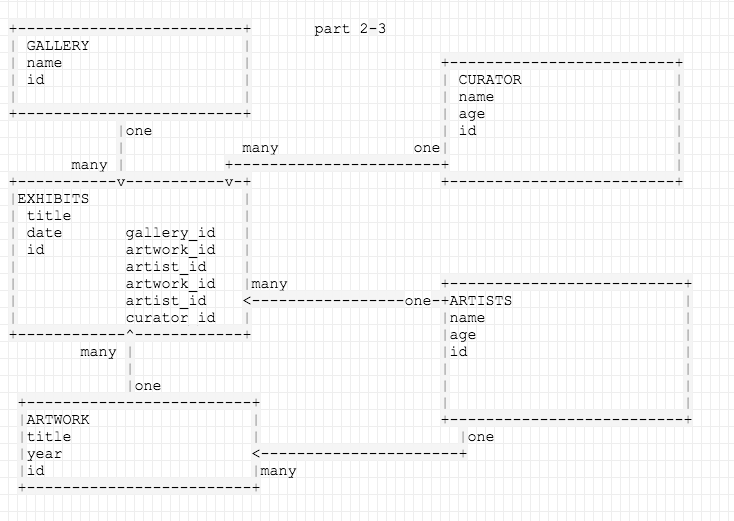 part 2-3
GALLERY
name
id
CURATOR
name
age
id
one
many
many
one
EXHIBITS
title
date gallery_id
id artwork_id
artist_id
artwork_id
artist_id
curator id
many
one
ARTISTS
name
age
id
many
one
ARTWORK
title
year
id
one
many